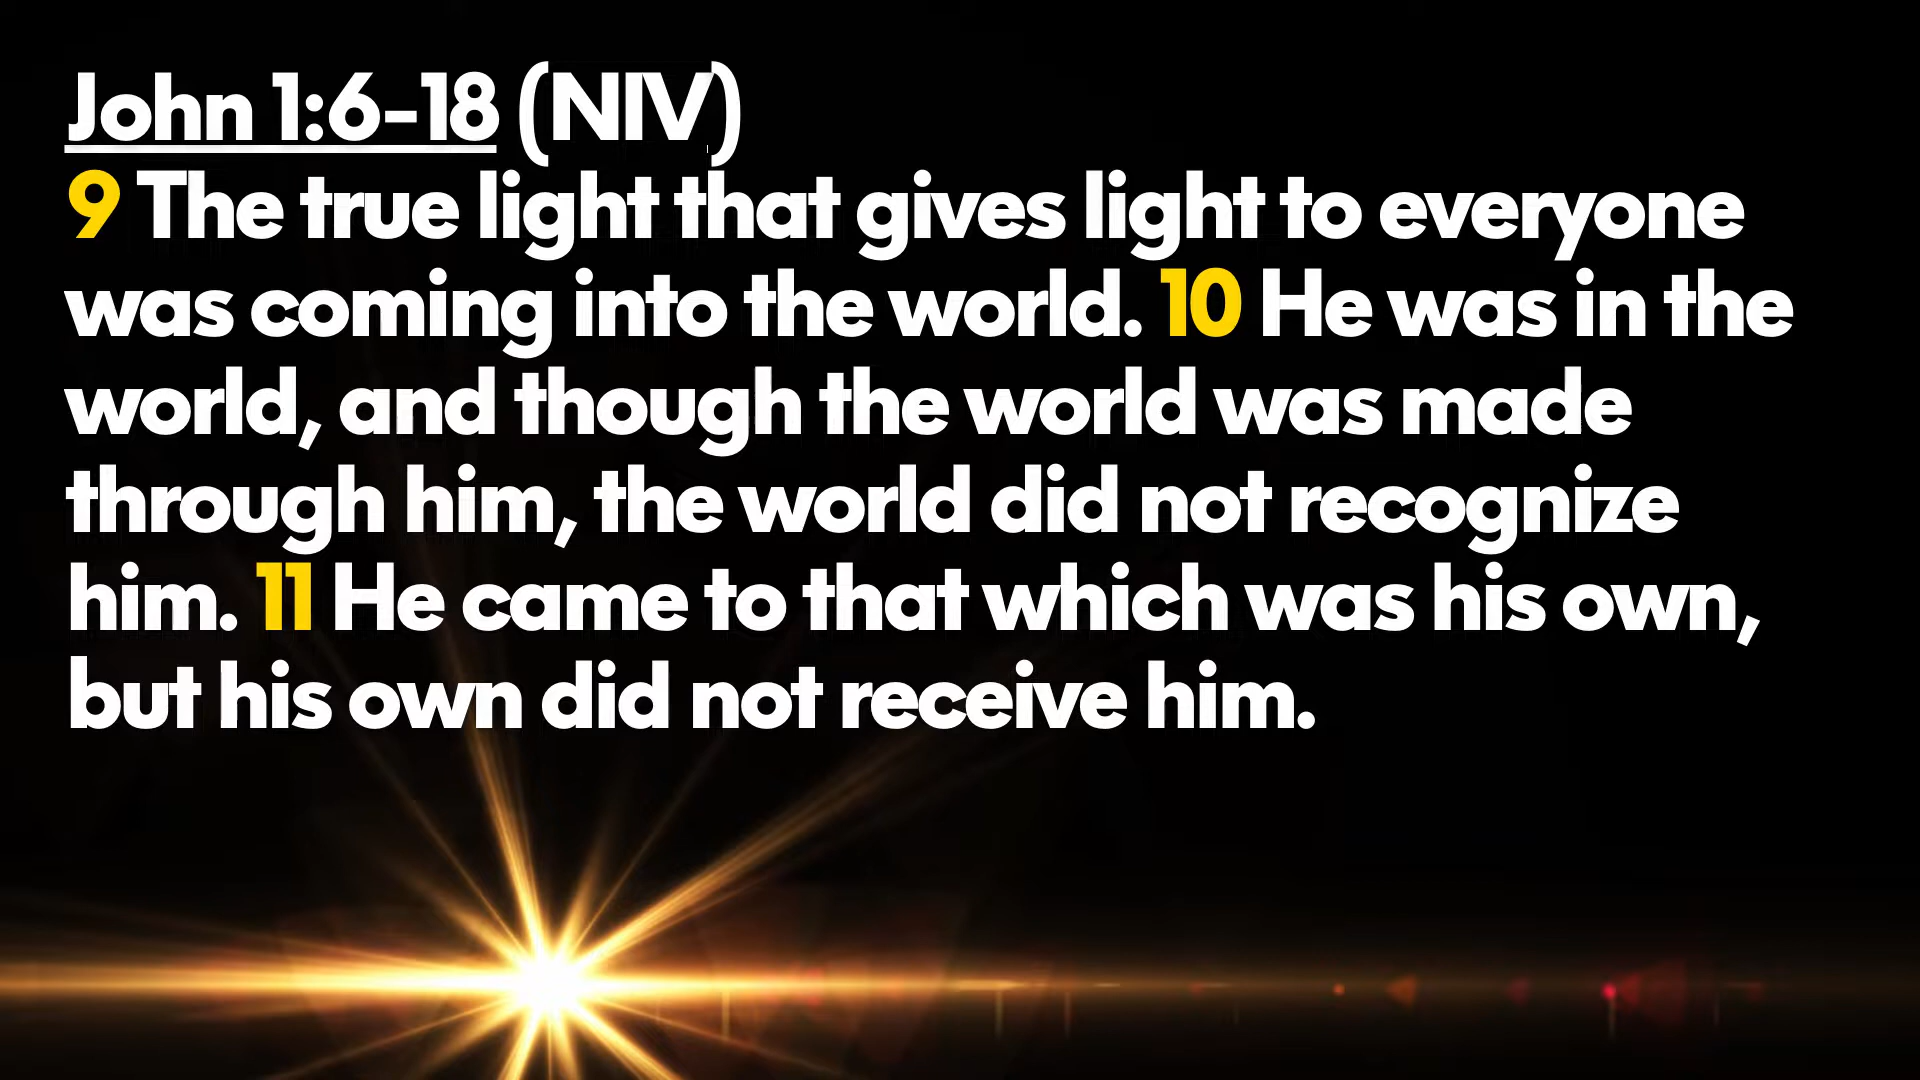 John 1:6-18 (NIV)
9 The true light that gives light to everyone
was coming into the world. 10 He was in the
world, and though the world was made
through him, the world did not recognize
him. 11 He came to that which was his own,
but his own did not receive him.